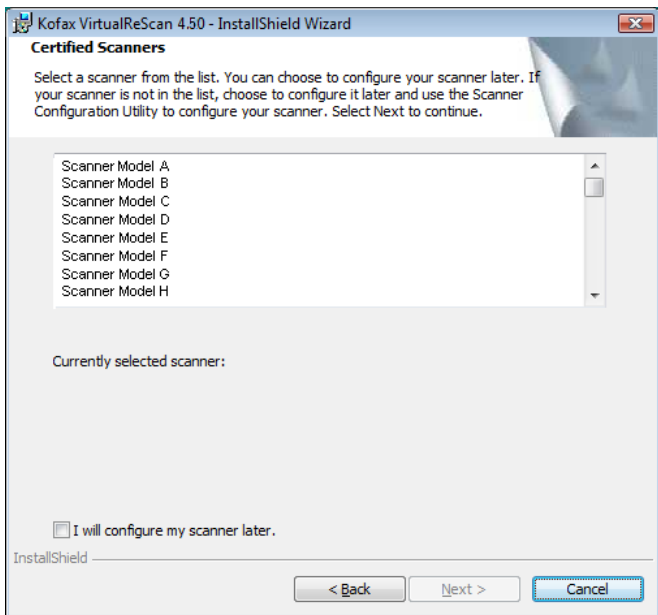 Kofax VirtualReScan 4.50 - InstallShield Wizard
Certified Scanners
Select a scanner from the list. You can choose to configure your scanner later. If
your scanner is not in the list, choose to configure it later and use the Scanner
Configuration Utility to configure your scanner. Select Next to continue.
Scanner Model A
Scanner Model B
Scanner Model C
Scanner Model D
Scanner Model E
Scanner Model F
Scanner Model G
Scanner Model H
Currently selected scanner:
I will configure my scanner later.
InstallShield
< Back Next > Cancel